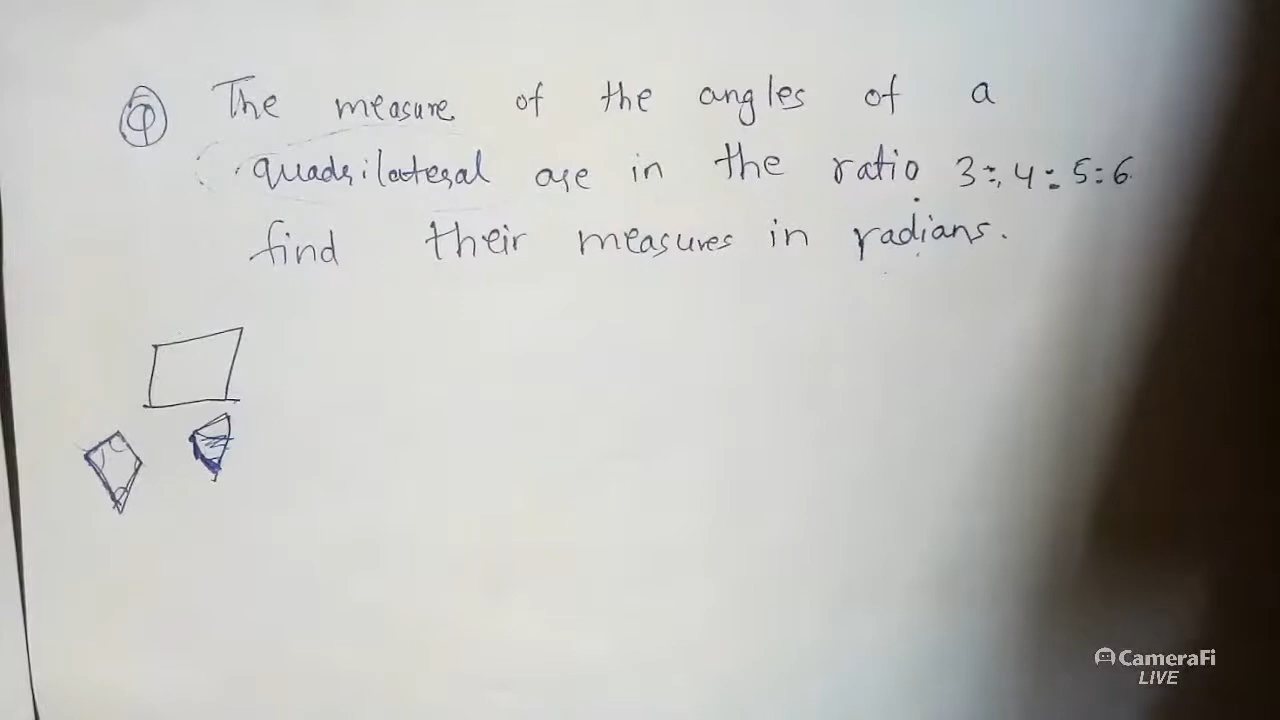 Q The measure of the angles of a
quadrilateral are in the ratio 3:4:5:6
find their measures in radians.
CameraFi
LIVE